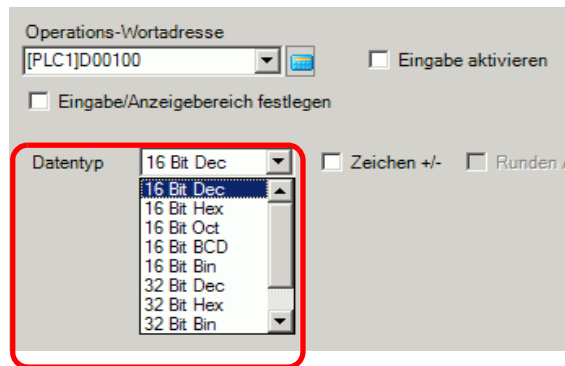 Operations-Wortadresse
[PLC1]D00100
Eingabe aktivieren
Eingabe/Anzeigebereich festlegen
Datentyp 16 Bit Dec Zeichen +/- Runden
16 Bit Dec
16 Bit Hex
16 Bit Oct
16 Bit BCD
16 Bit Bin
32 Bit Dec
32 Bit Hex
32 Bit Bin